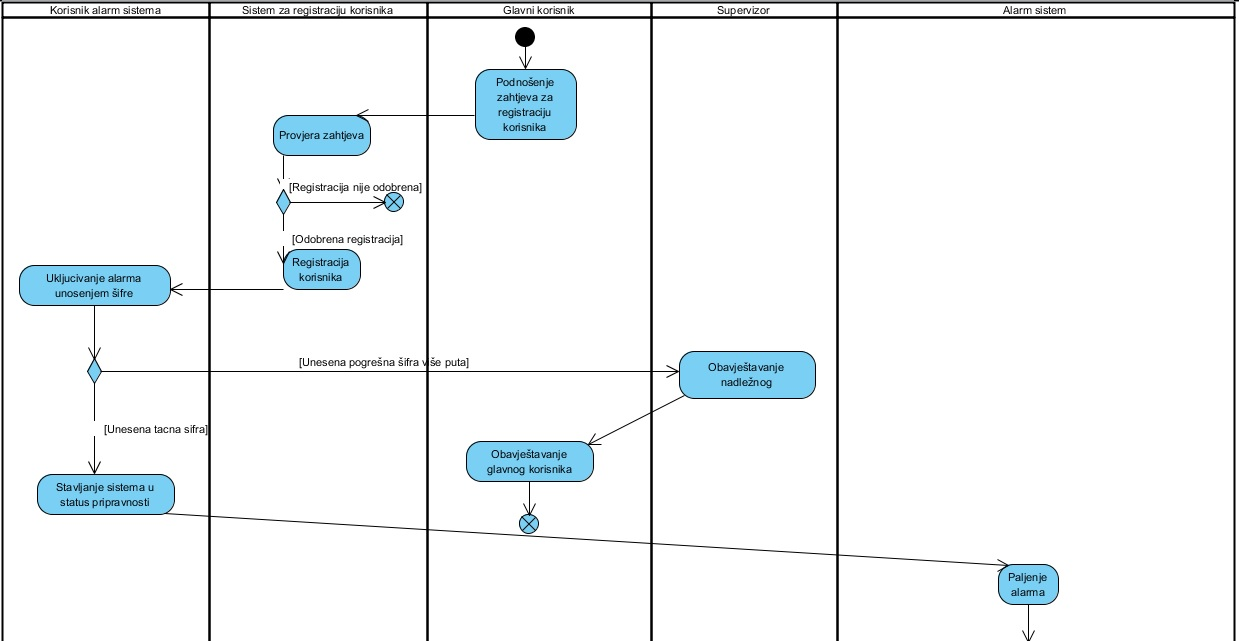 Korisnik alarm sistema
Sistem za registraciju korisnika
Glavni korisnik
Supervizor
Alarm sistem
Podnošenje
zahtjeva za
registraciju
korisnika
Provjera zahtjeva
[Registracija nije odobrena]
[Odobrena registracija]
Registracija
korisnika
Ukljucivanje alarma
unosenjem šifre
[Unesena pogrešna šifra više puta]
Obavještavanje
nadležnog
[Unesena tacna sifra]
Obavještavanje
glavnog korisnika
Stavljanje sistema u
status pripravnosti
Paljenje
alarma